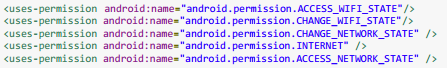 <uses-permission android:name="android.permission.ACCESS_WIFI_STATE"/>
<uses-permission android:name="android.permission.CHANGE_WIFI_STATE"/>
<uses-permission android:name="android.permission.CHANGE_NETWORK_STATE" />
<uses-permission android:name="android.permission.INTERNET" />
<uses-permission android:name="android.permission.ACCESS_NETWORK_STATE" />